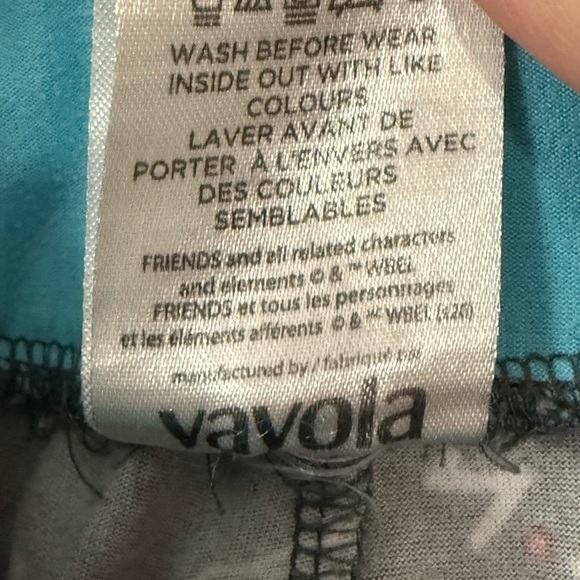 WASH BEFORE WEAR
INSIDE OUT WITH LIKE
COLOURS
LAVER AVANT DE
PORTER À L'ENVERS AVEC
DES COULEURS
SEMBLABLES
FRIENDS and all related characters
and elements © & ™ WBEI.
FRIENDS et tous les personnages
et les éléments afférents © & ™ WBEI. (s20)
manufactured by / fabriqué par
vavola